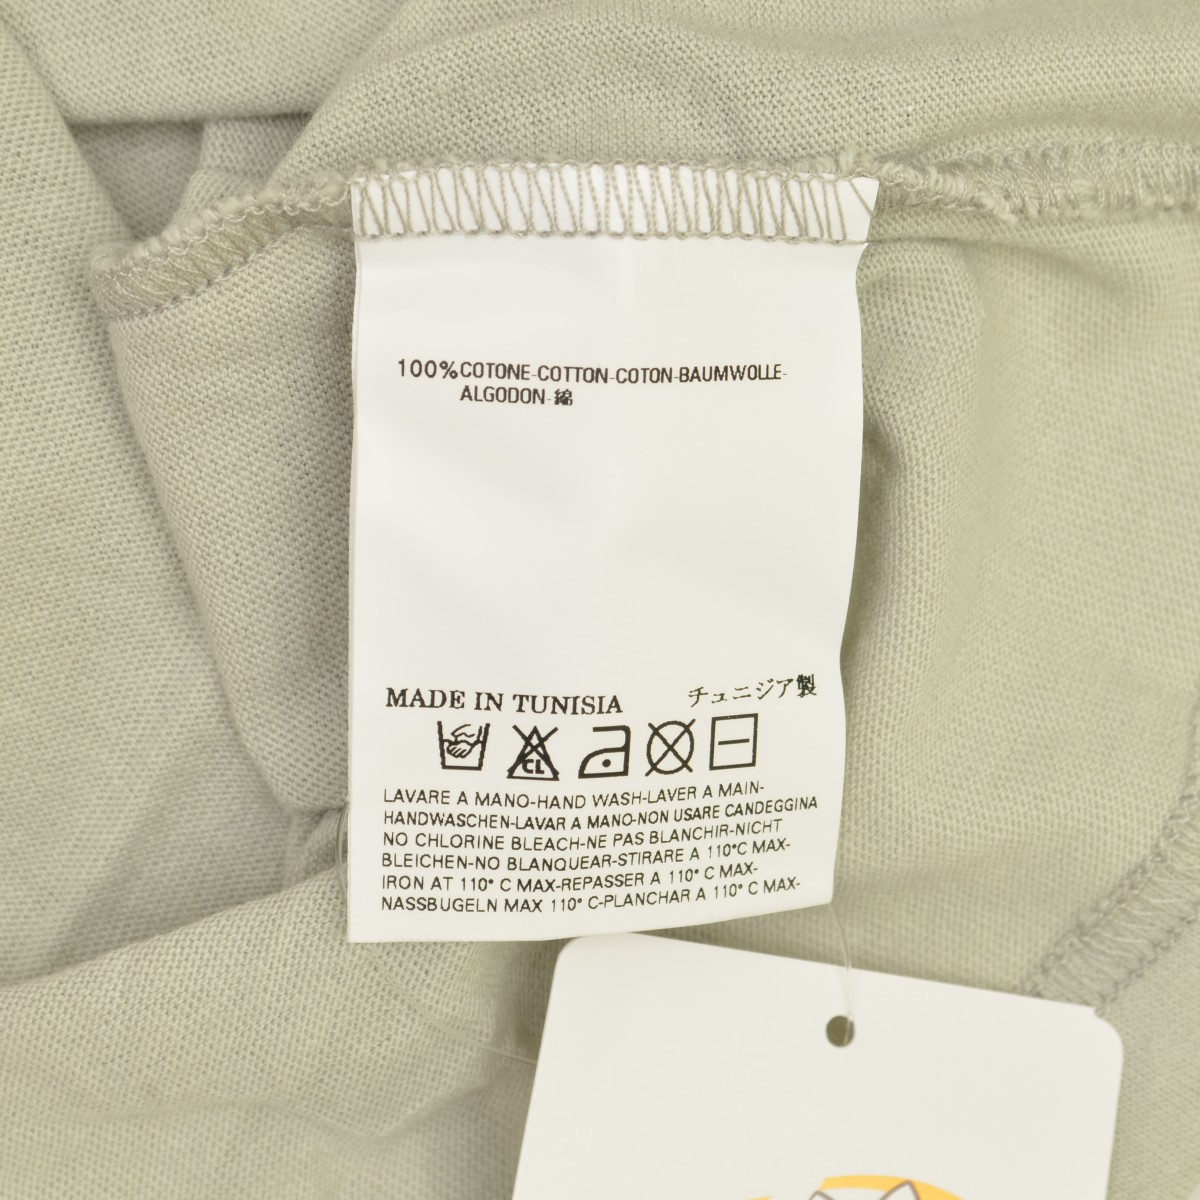 100%COTONE-COTTON-COTON-BAUMWOLLE-
ALGODON-綿
MADE IN TUNISIA チュニジア製
CL
LAVARE A MANO-HAND WASH-LAVER A MAIN-
HANDWASCHEN-LAVAR A MANO-NON USARE CANDEGGINA
NO CHLORINE BLEACH-NE PAS BLANCHIR-NICHT
BLEICHEN-NO BLANQUEAR-STIRARE A 110°C MAX-
IRON AT 110° C MAX-REPASSER A 110° C MAX-
NASSBUGELN MAX 110° C-PLANCHAR A 110° C MAX-